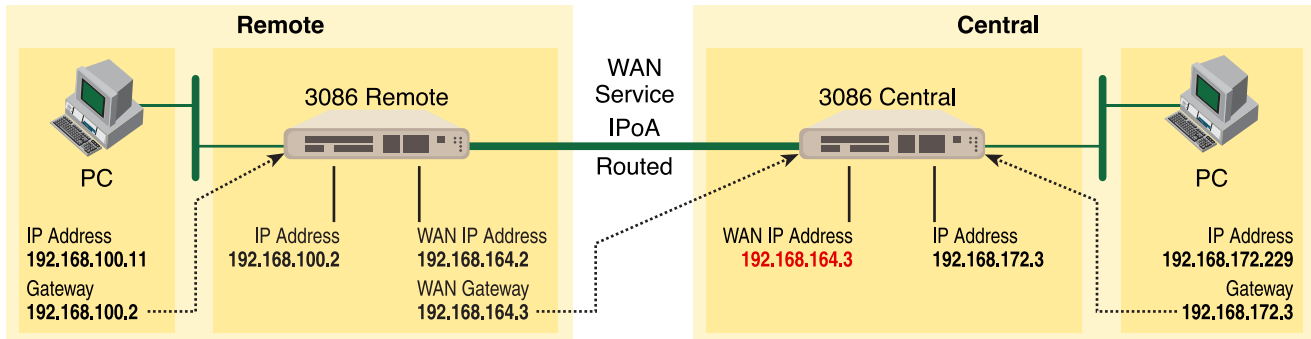 Remote
Central
3086 Remote
WAN
Service
IPoA
Routed
3086 Central
PC
PC
IP Address
192.168.100.11
Gateway
192.168.100.2
IP Address
192.168.100.2
WAN IP Address
192.168.164.2
WAN Gateway
192.168.164.3
WAN IP Address
192.168.164.3
IP Address
192.168.172.3
IP Address
192.168.172.229
Gateway
192.168.172.3